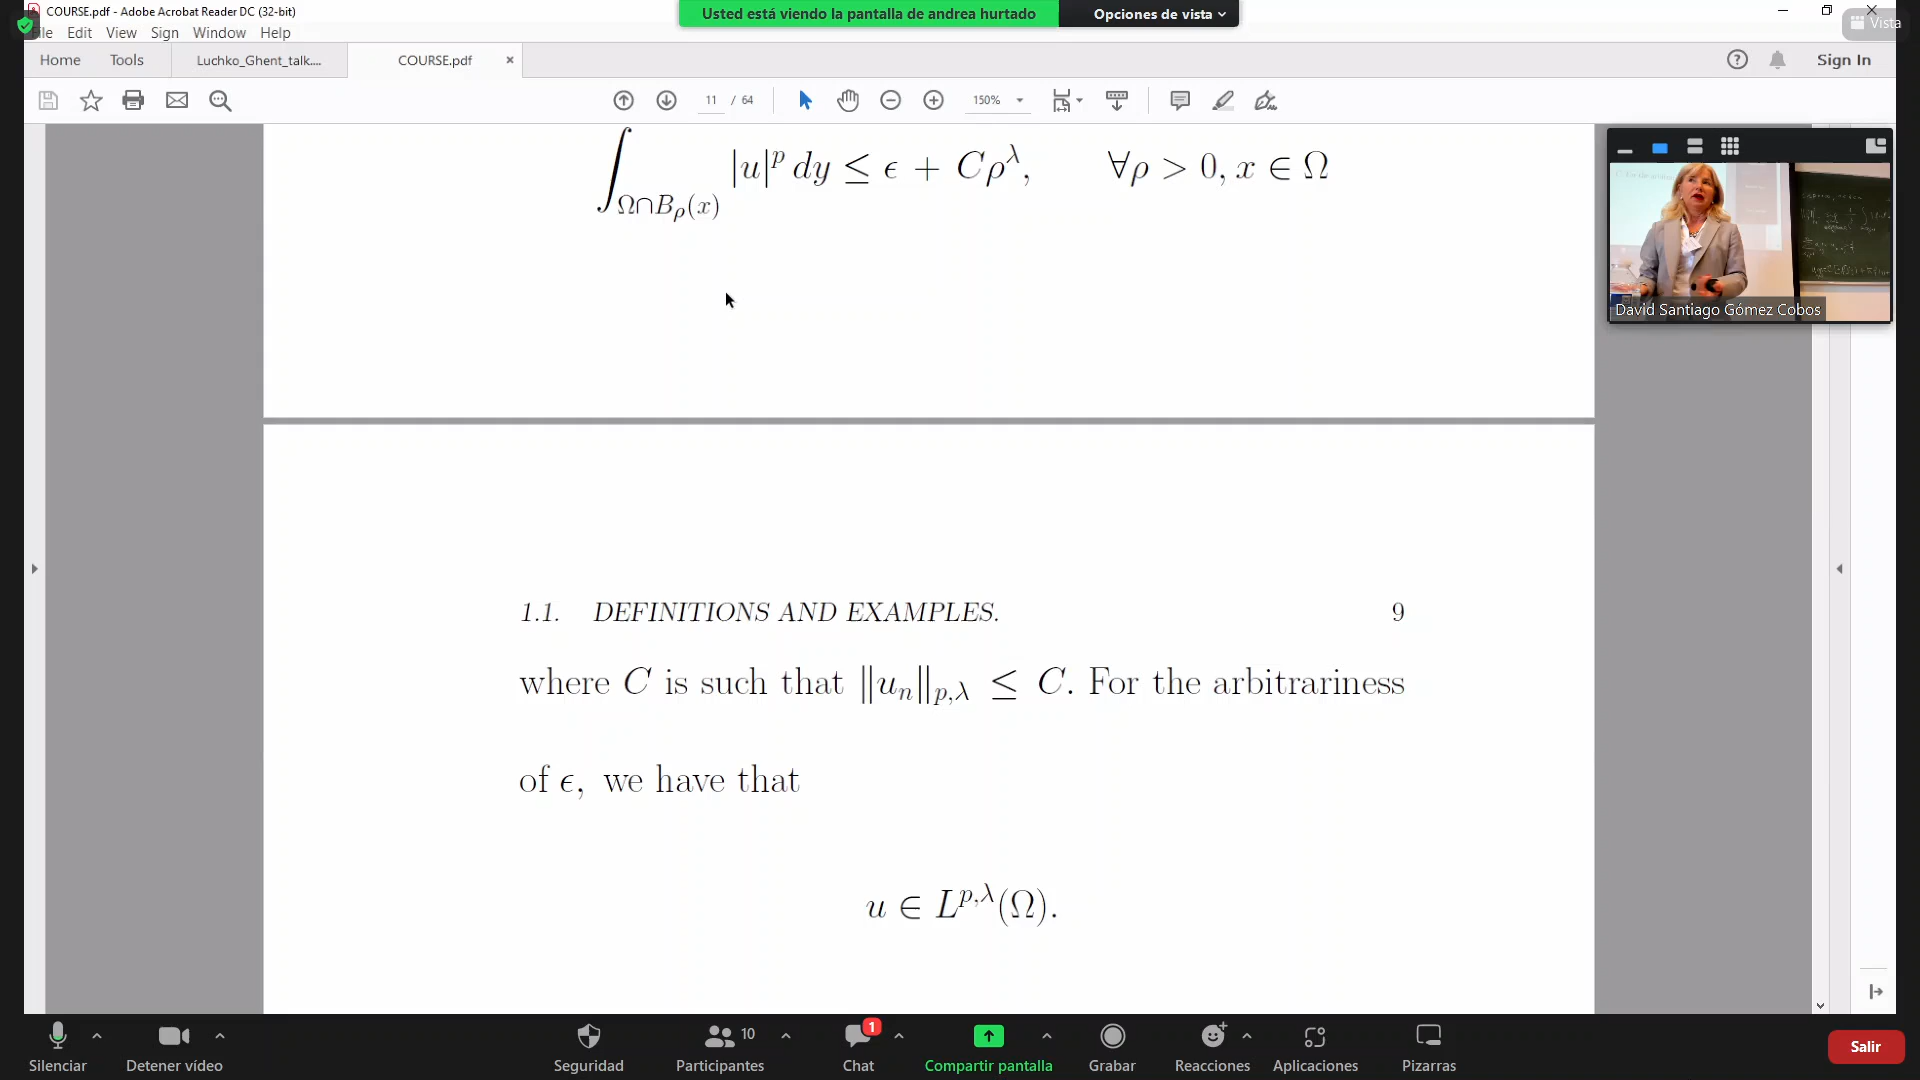 COURSE.pdf - Adobe Acrobat Reader DC (32-bit)
Usted está viendo la pantalla de andrea hurtado
Opciones de vista
Vista
File Edit View Sign Window Help
Home Tools Luchko_Ghent_talk.... COURSE.pdf × Sign In
11 / 64 150%
∫_{Ω∩B_ρ(x)} |u|^p dy ≤ ϵ + Cρ^λ, ∀ρ > 0, x ∈ Ω
David Santiago Gómez Cobos
1.1. DEFINITIONS AND EXAMPLES. 9
where C is such that ‖u_n‖_{p,λ} ≤ C. For the arbitrariness
of ϵ, we have that
u ∈ L^{p,λ}(Ω).
1
10
Silenciar Detener vídeo Seguridad Participantes Chat Compartir pantalla Grabar Reacciones Aplicaciones Pizarras Salir